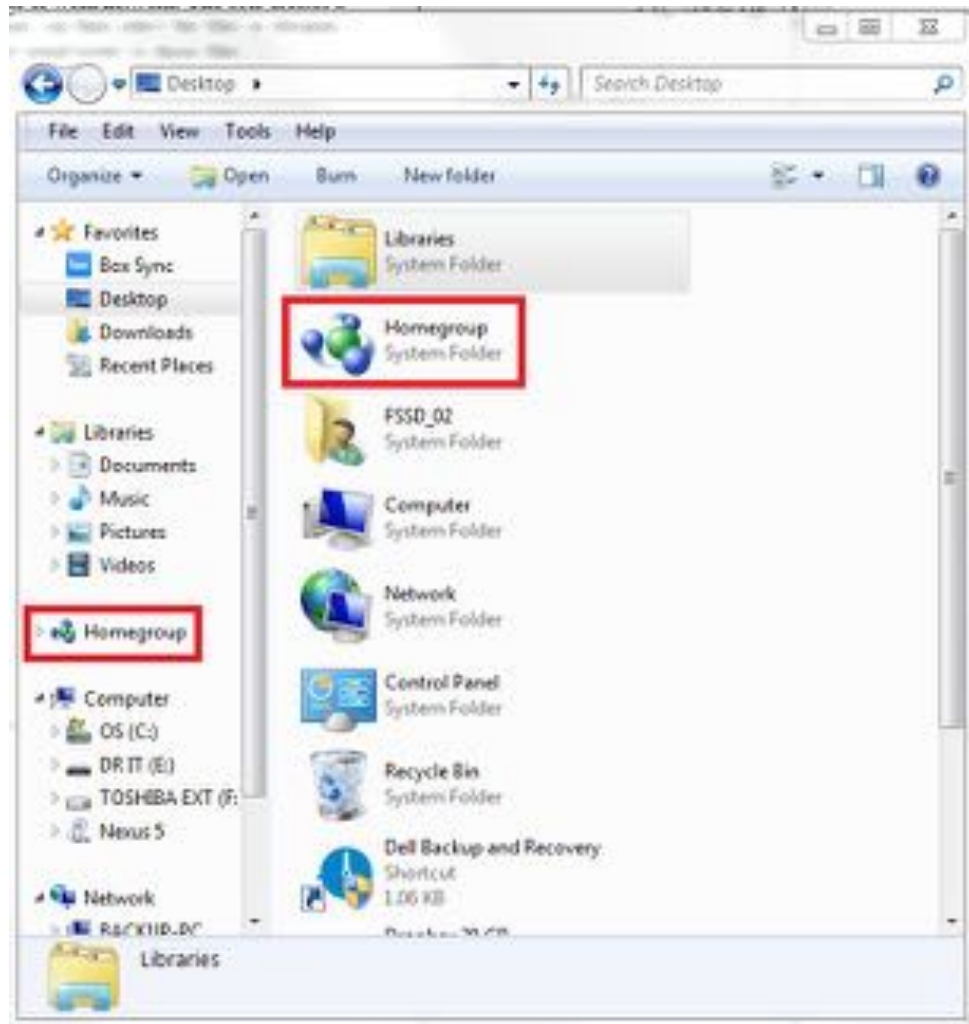 Desktop
Search Desktop
File Edit View Tools Help
Organize Open Burn New folder
Favorites
Box Sync
Desktop
Downloads
Recent Places
Libraries
Documents
Music
Pictures
Videos
Homegroup
Computer
OS (C:)
DR IT (E:)
TOSHIBA EXT (F:
Nexus 5
Network
BACKUP-PC
Libraries
System Folder
Homegroup
System Folder
FSSD_02
System Folder
Computer
System Folder
Network
System Folder
Control Panel
System Folder
Recycle Bin
System Folder
Dell Backup and Recovery
Shortcut
1.06 KB
Libraries